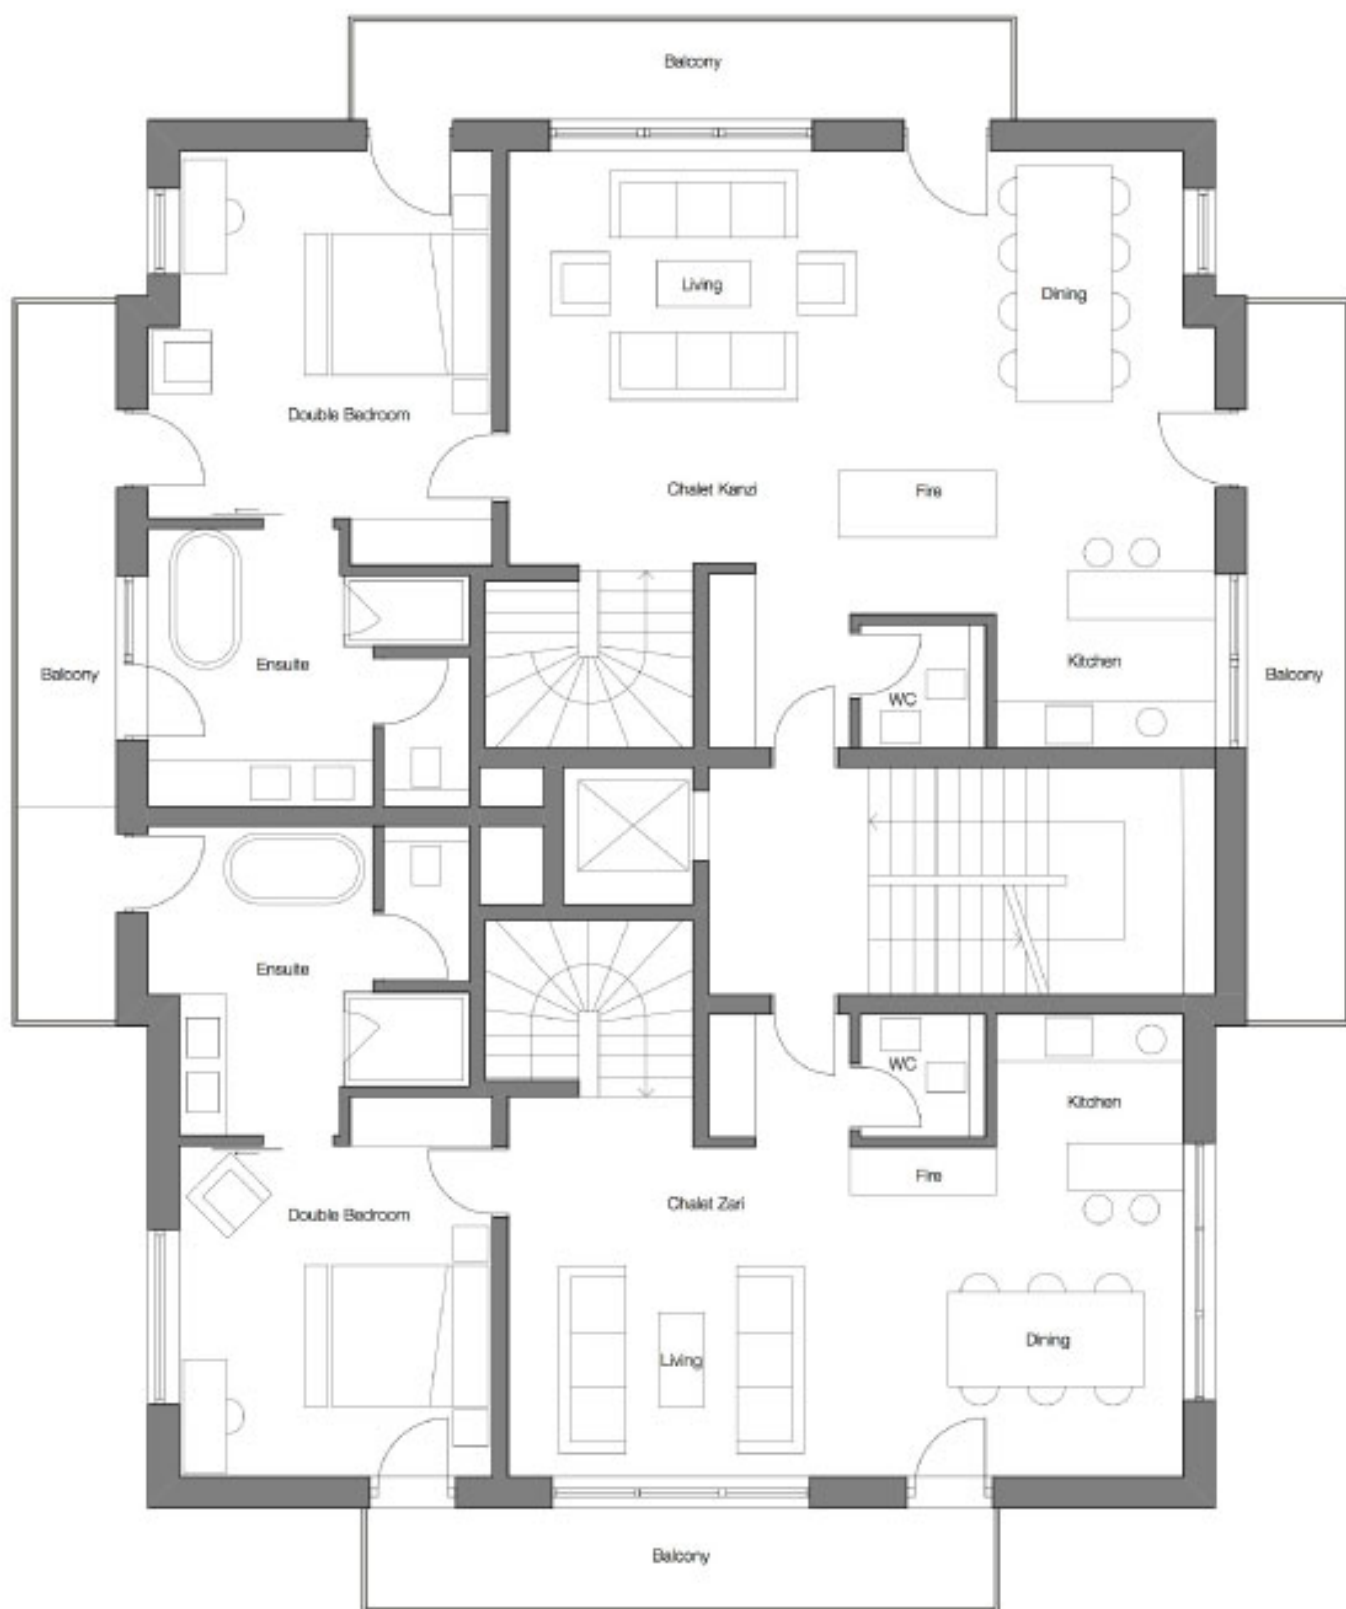 Balcony
Living
Dining
Double Bedroom
Chalet Kanzi
Fire
Ensuite
Kitchen
Balcony
Balcony
WC
Ensuite
WC
Kitchen
Fire
Chalet Zari
Double Bedroom
Dining
Living
Balcony